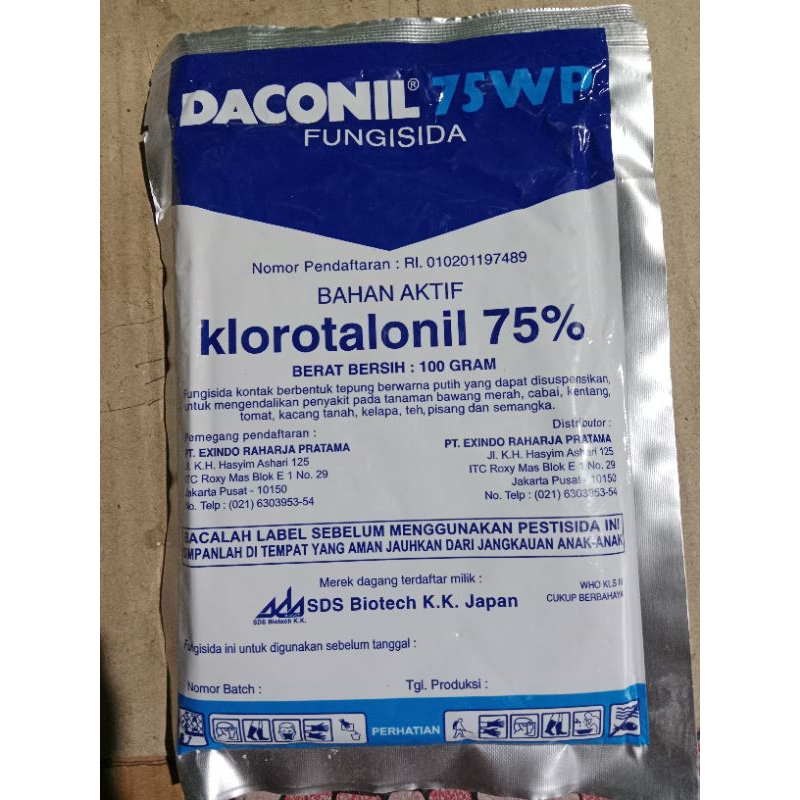 DACONIL® 75WP
FUNGISIDA
Nomor Pendaftaran : RI. 010201197489
BAHAN AKTIF
klorotalonil 75%
BERAT BERSIH : 100 GRAM
Fungisida kontak berbentuk tepung berwarna putih yang dapat disuspensikan,
untuk mengendalikan penyakit pada tanaman bawang merah, cabai, kentang,
tomat, kacang tanah, kelapa, teh, pisang dan semangka.
Pemegang pendaftaran :
PT. EXINDO RAHARJA PRATAMA
Jl. K.H. Hasyim Ashari 125
ITC Roxy Mas Blok E 1 No. 29
Jakarta Pusat - 10150
No. Telp : (021) 6303953-54
Distributor :
PT. EXINDO RAHARJA PRATAMA
Jl. K.H. Hasyim Ashari 125
ITC Roxy Mas Blok E 1 No. 29
Jakarta Pusat - 10150
No. Telp : (021) 6303953-54
BACALAH LABEL SEBELUM MENGGUNAKAN PESTISIDA INI
SIMPANLAH DI TEMPAT YANG AMAN JAUHKAN DARI JANGKAUAN ANAK-ANAK
Merek dagang terdaftar milik :
sds
SDS Biotech K.K.
SDS Biotech K.K. Japan
WHO KLS
CUKUP BERBAHAYA
Fungisida ini untuk digunakan sebelum tanggal :
Nomor Batch :
Tgl. Produksi :
PERHATIAN